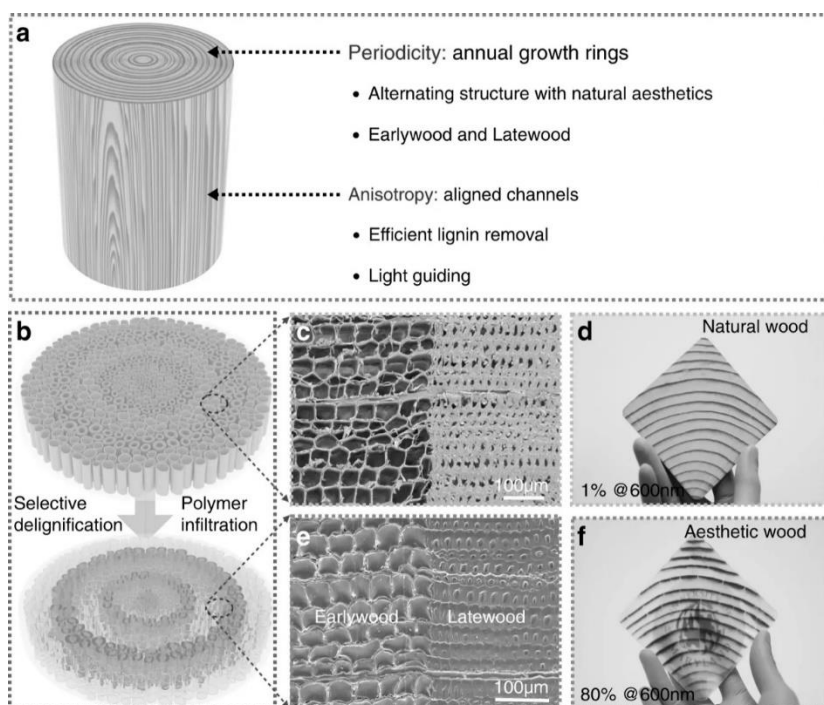 a
Periodicity: annual growth rings
• Alternating structure with natural aesthetics
• Earlywood and Latewood
Anisotropy: aligned channels
• Efficient lignin removal
• Light guiding
b
Selective delignification
Polymer infiltration
c
100μm
d
Natural wood
1% @600nm
e
Earlywood
Latewood
100μm
f
Aesthetic wood
80% @600nm